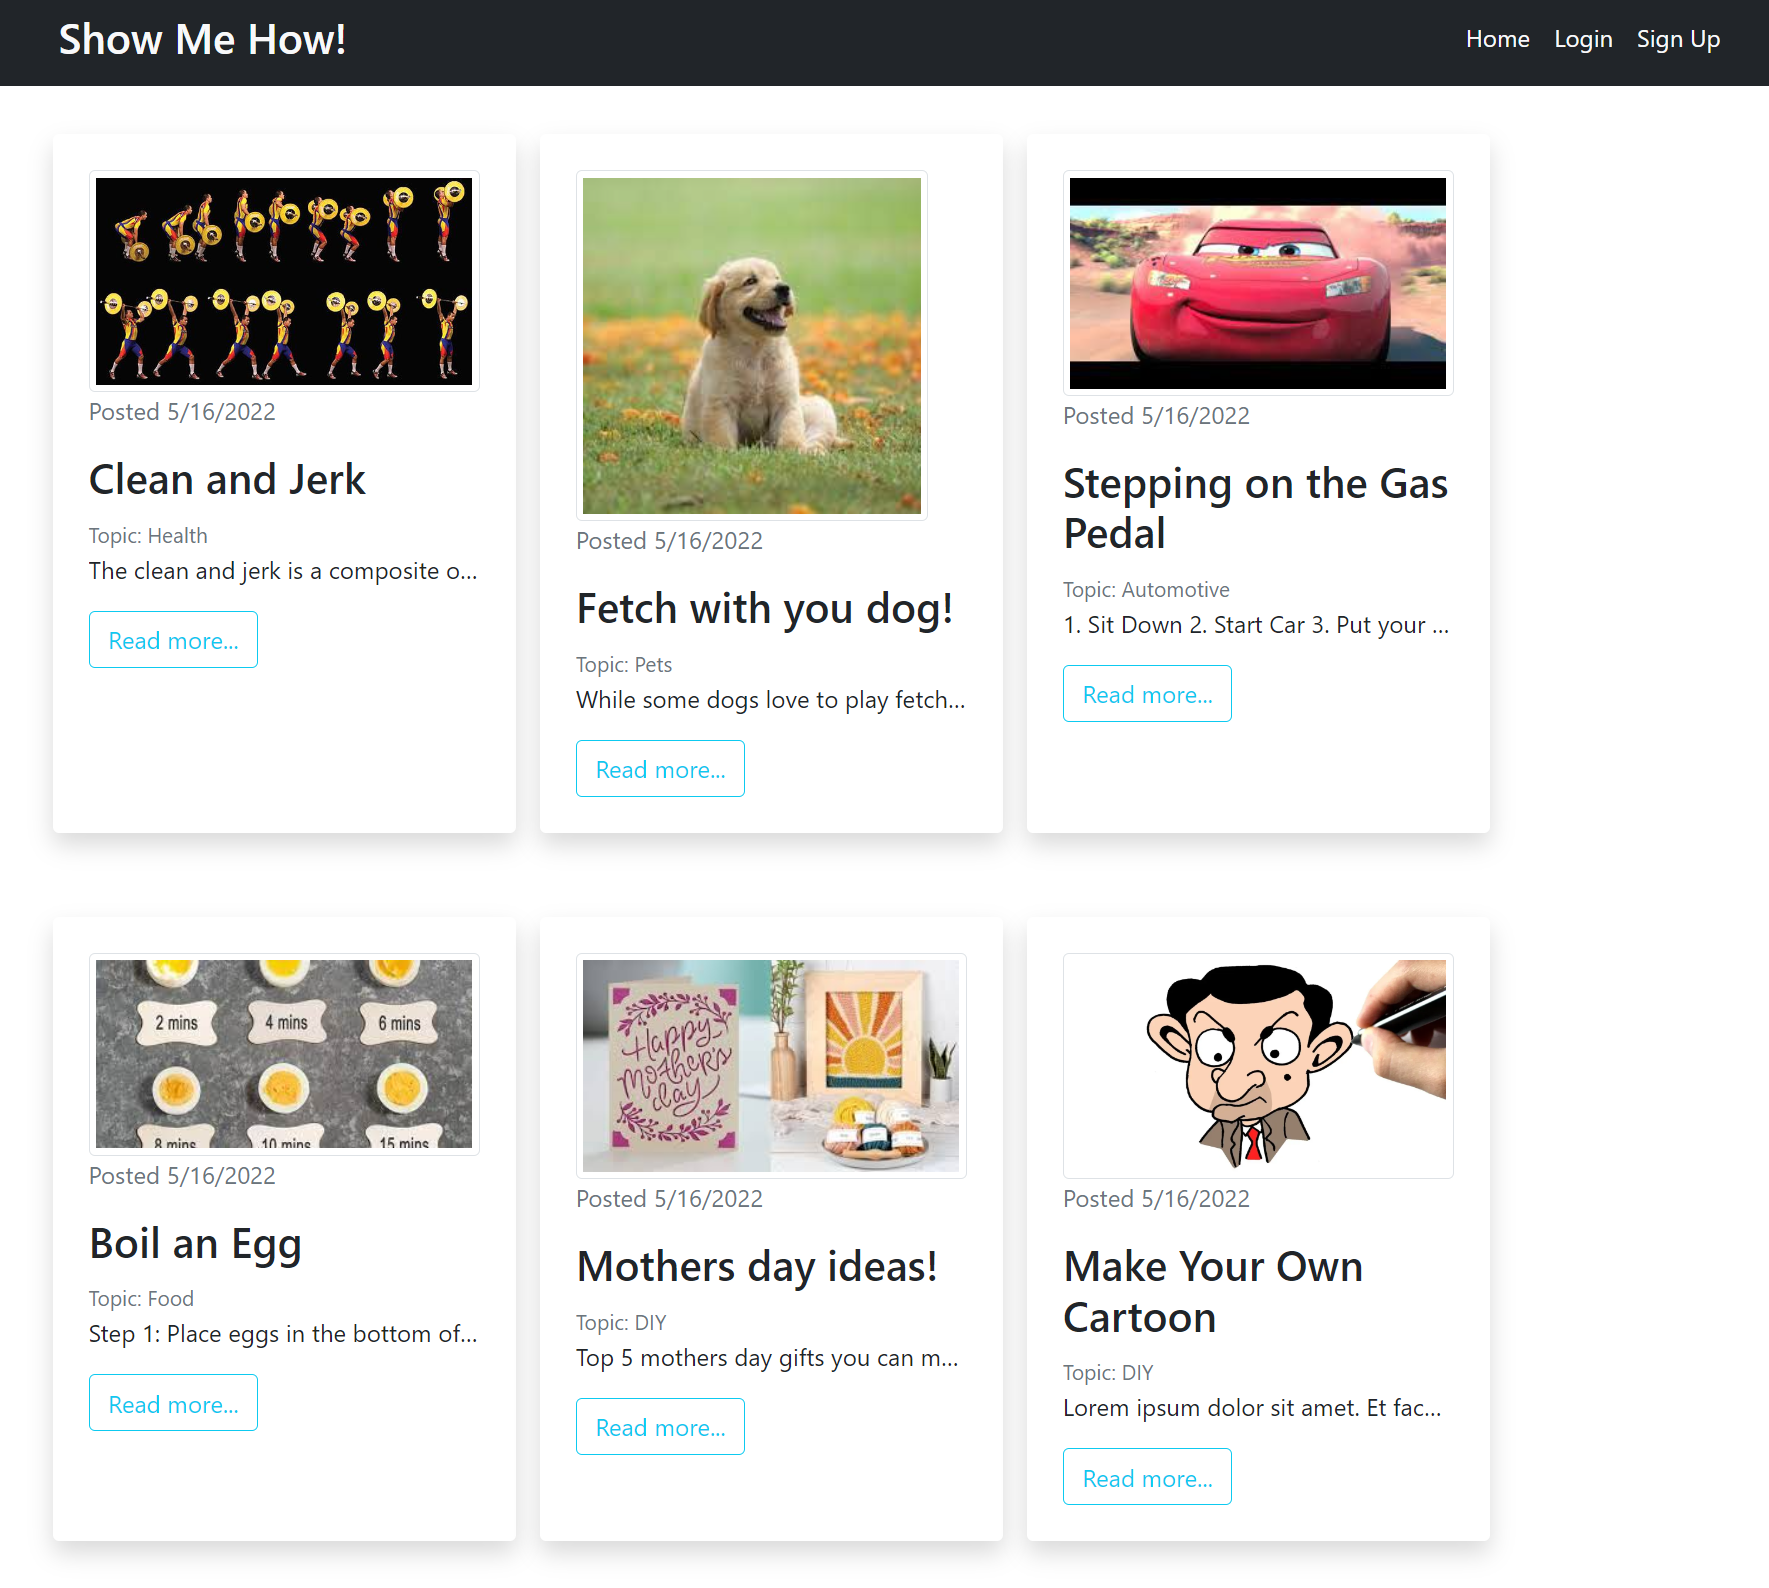 Show Me How!
Home Login Sign Up
Posted 5/16/2022
Clean and Jerk
Topic: Health
The clean and jerk is a composite o...
Read more...
Posted 5/16/2022
Fetch with you dog!
Topic: Pets
While some dogs love to play fetch...
Read more...
Posted 5/16/2022
Stepping on the Gas
Pedal
Topic: Automotive
1. Sit Down 2. Start Car 3. Put your ...
Read more...
2 mins
4 mins
6 mins
8 mins
10 mins
15 mins
Posted 5/16/2022
Boil an Egg
Topic: Food
Step 1: Place eggs in the bottom of...
Read more...
Happy
Mother's
day
Posted 5/16/2022
Mothers day ideas!
Topic: DIY
Top 5 mothers day gifts you can m...
Read more...
Posted 5/16/2022
Make Your Own
Cartoon
Topic: DIY
Lorem ipsum dolor sit amet. Et fac...
Read more...